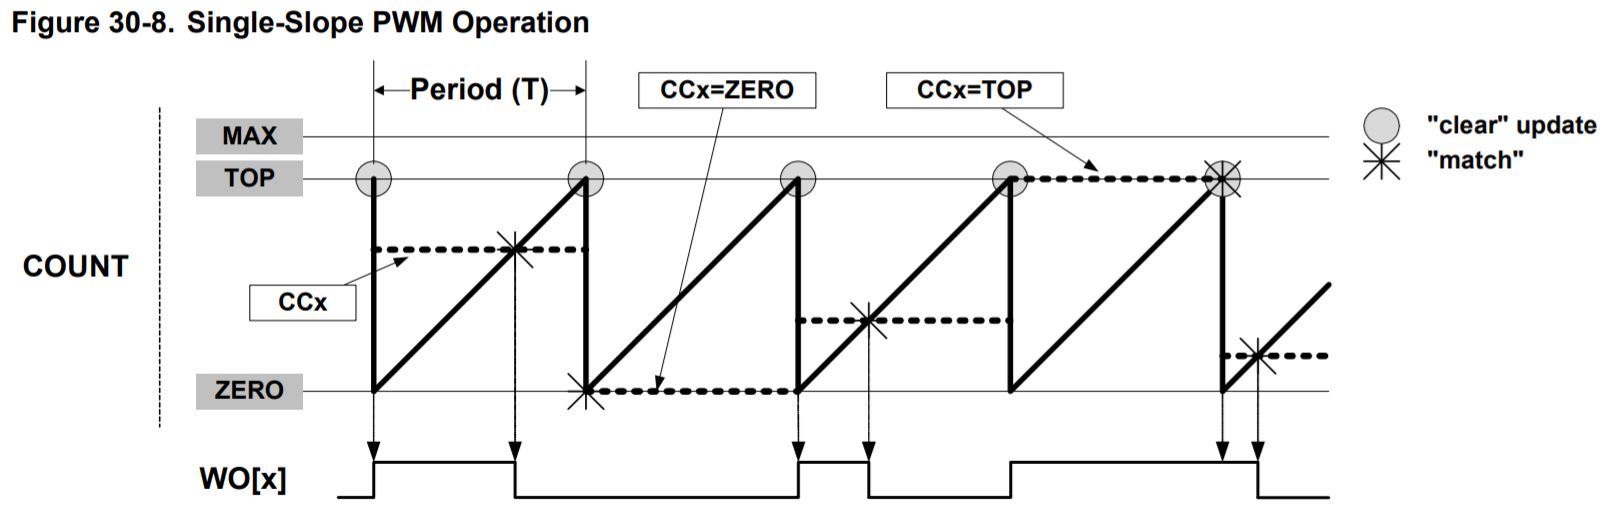 Figure 30-8. Single-Slope PWM Operation
Period (T)
CCx=ZERO
CCx=TOP
"clear" update
"match"
MAX
TOP
COUNT
CCx
ZERO
WO[x]